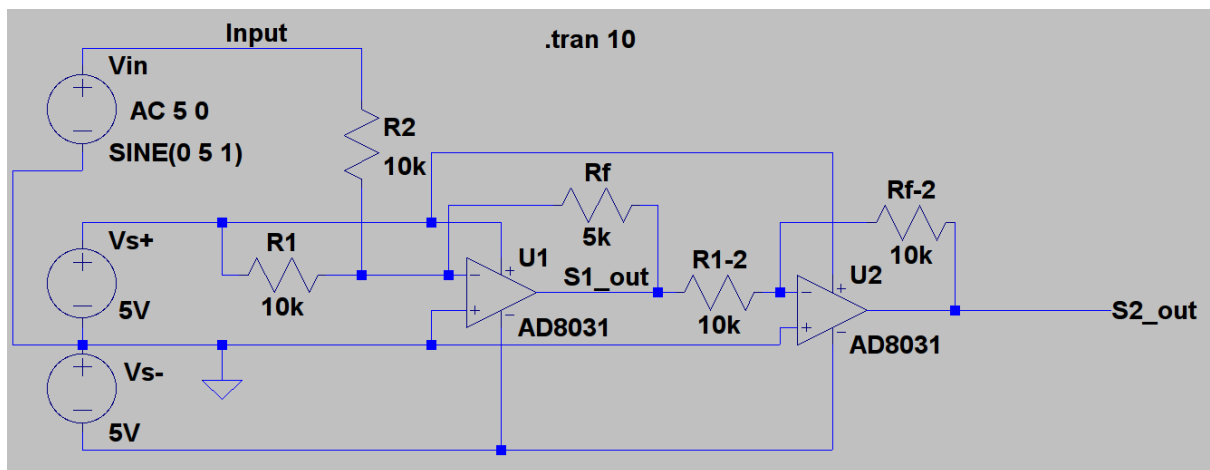 Input
.tran 10
Vin
AC 5 0
SINE(0 5 1)
R2
10k
Rf
5k
Rf-2
10k
Vs+
5V
R1
10k
U1
AD8031
S1_out
R1-2
10k
U2
AD8031
S2_out
Vs-
5V